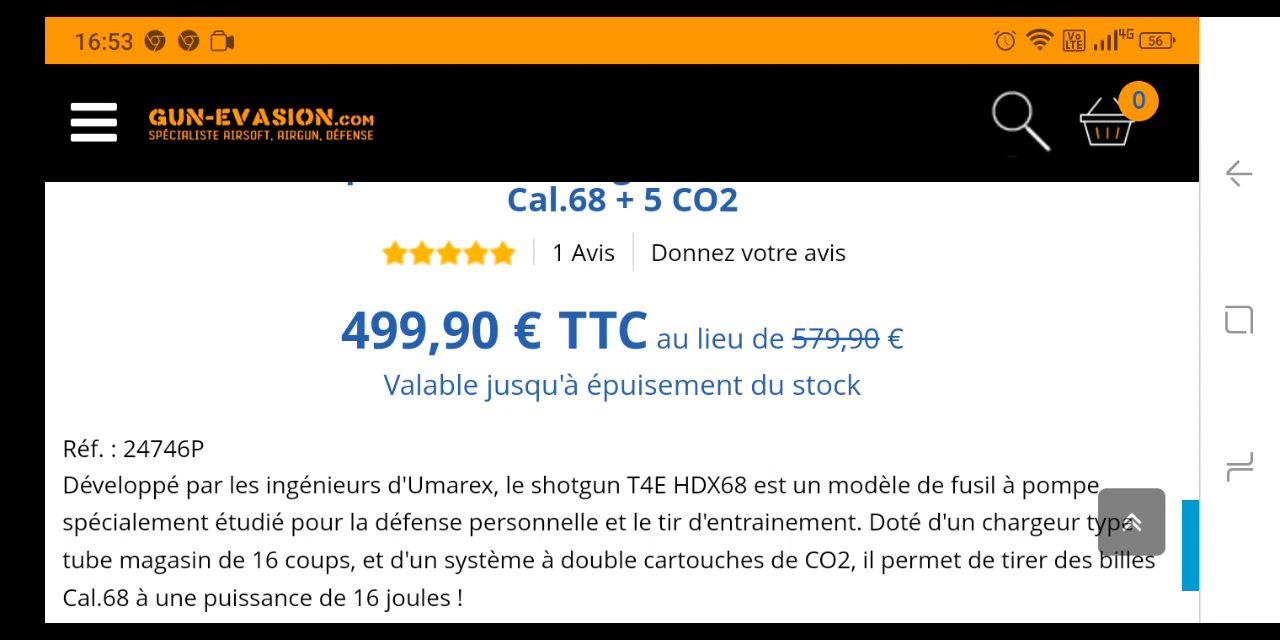 16:53
4G
Vo LTE
56
GUN-EVASION.COM
SPÉCIALISTE AIRSOFT, AIRGUN, DÉFENSE
0
Cal.68 + 5 CO2
1 Avis
Donnez votre avis
499,90 € TTC au lieu de 579,90 €
Valable jusqu'à épuisement du stock
Réf. : 24746P
Développé par les ingénieurs d'Umarex, le shotgun T4E HDX68 est un modèle de fusil à pompe
spécialement étudié pour la défense personnelle et le tir d'entrainement. Doté d'un chargeur type
tube magasin de 16 coups, et d'un système à double cartouches de CO2, il permet de tirer des billes
Cal.68 à une puissance de 16 joules !